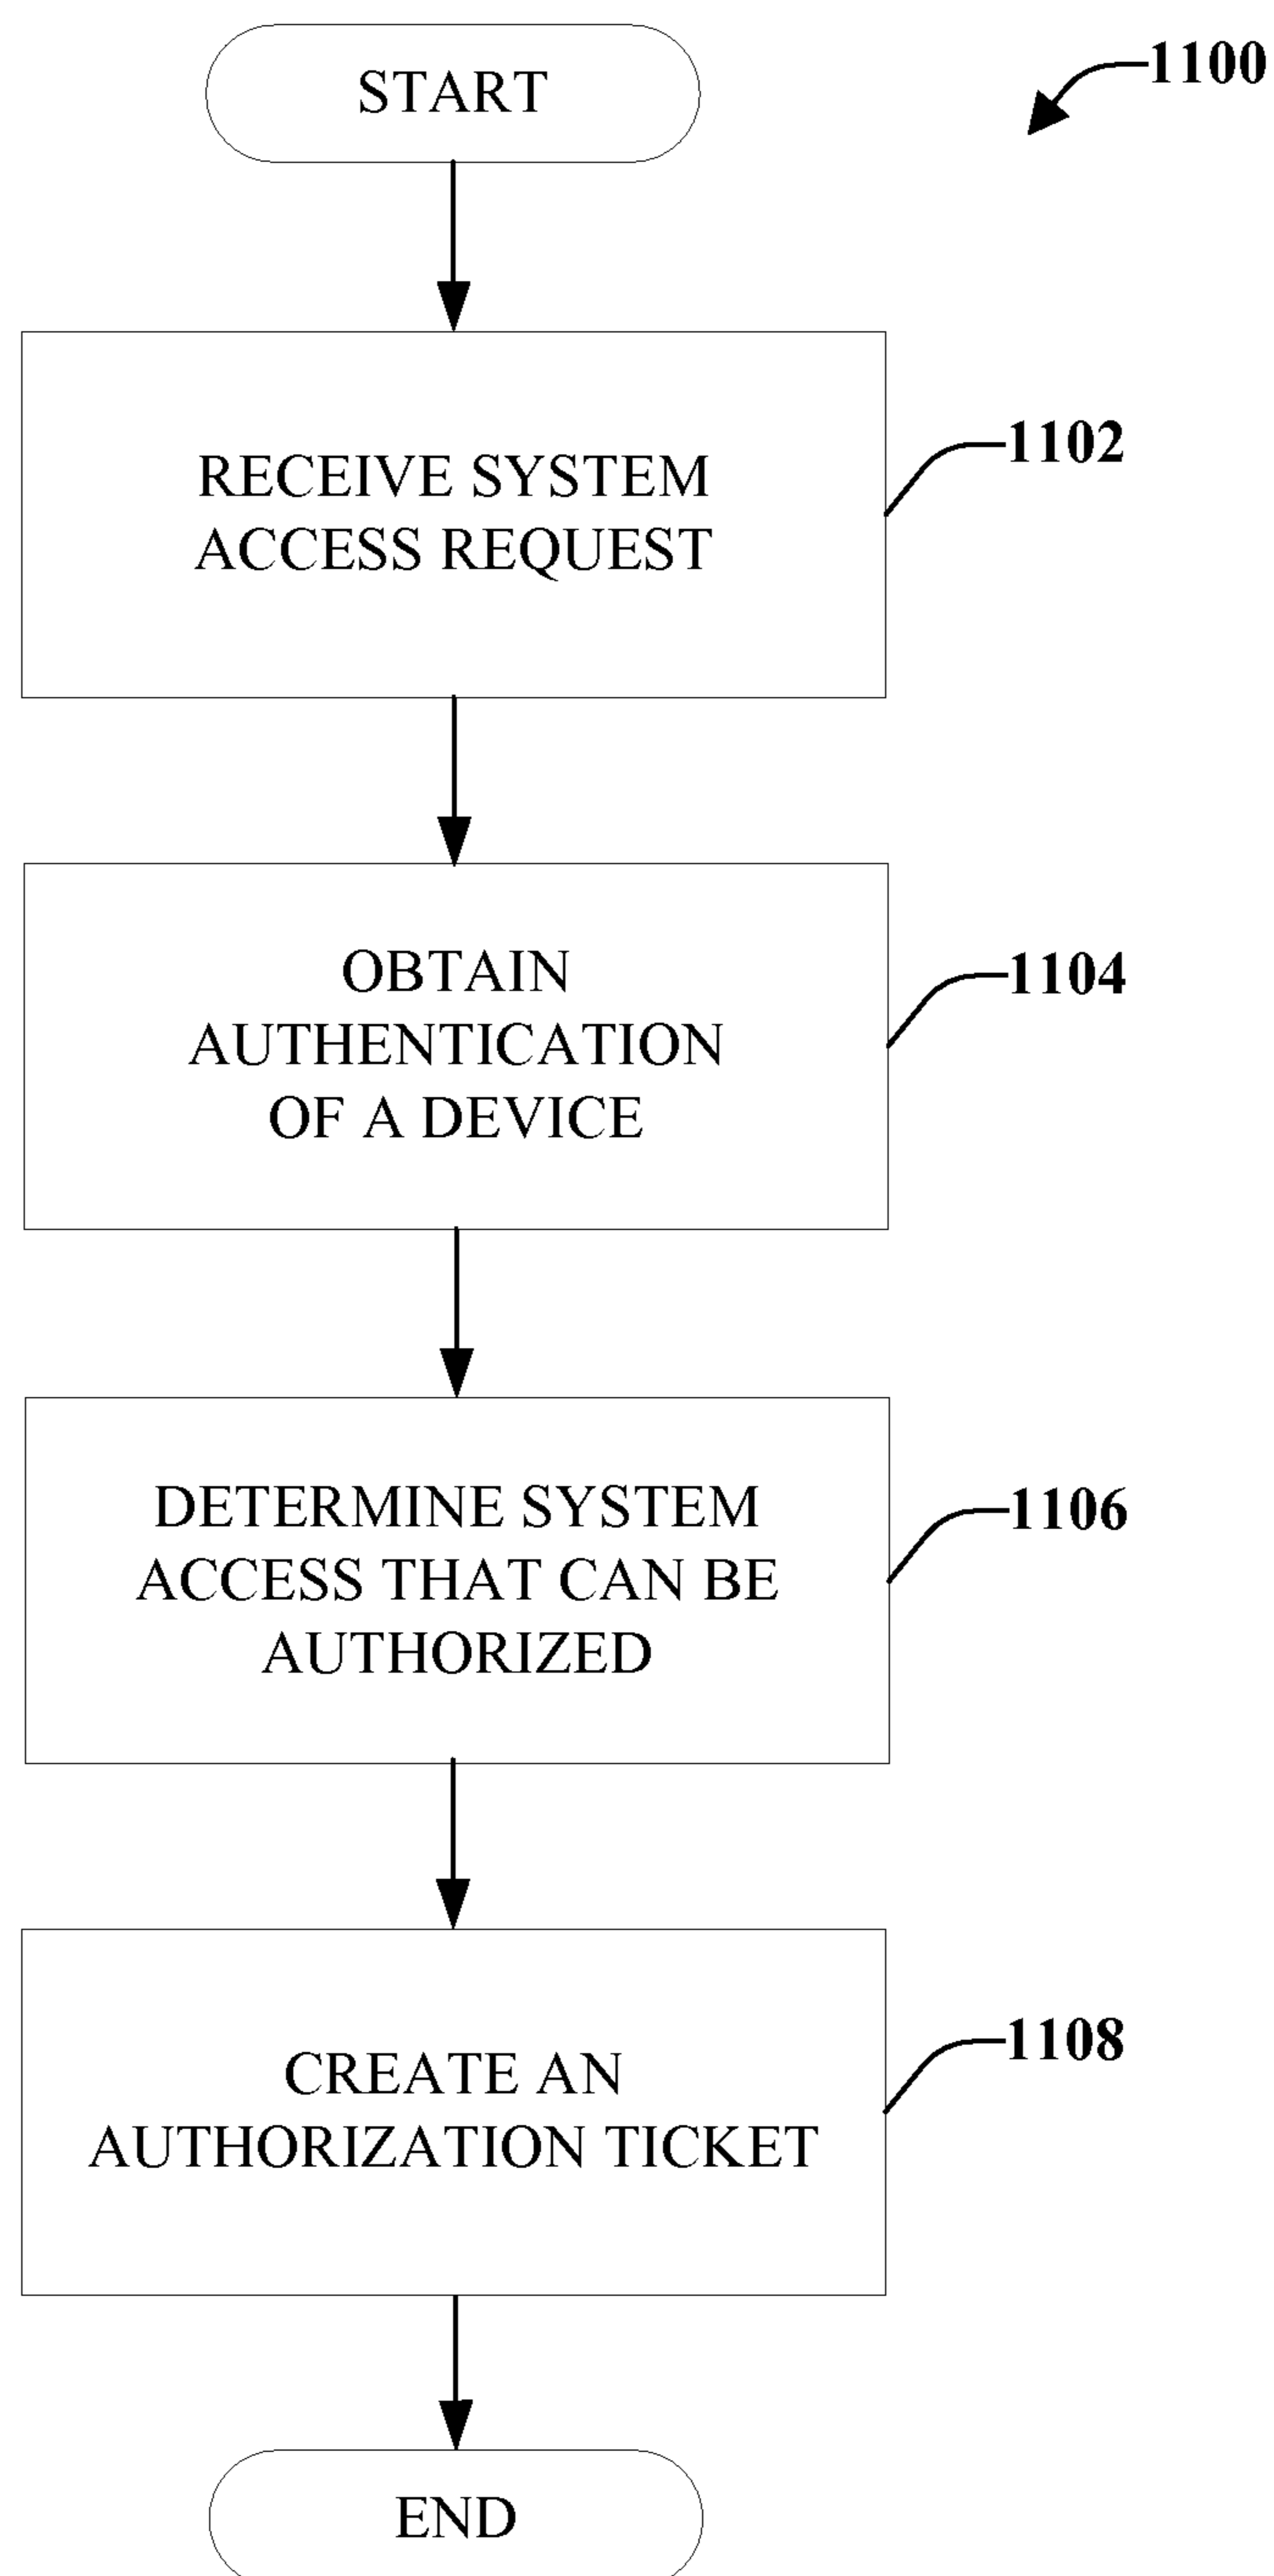 START
1100
RECEIVE SYSTEM
ACCESS REQUEST
1102
OBTAIN
AUTHENTICATION
OF A DEVICE
1104
DETERMINE SYSTEM
ACCESS THAT CAN BE
AUTHORIZED
1106
CREATE AN
AUTHORIZATION TICKET
1108
END